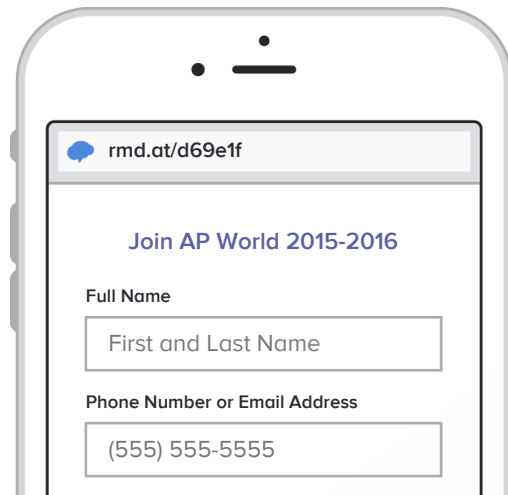 rmd.at/d69e1f
Join AP World 2015-2016
Full Name
First and Last Name
Phone Number or Email Address
(555) 555-5555